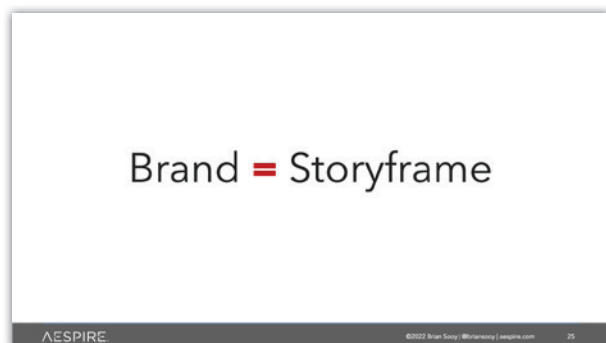 Brand = Storyframe
AESPIRE.
©2022 Brian Sooy | @briansooy | aespire.com 25